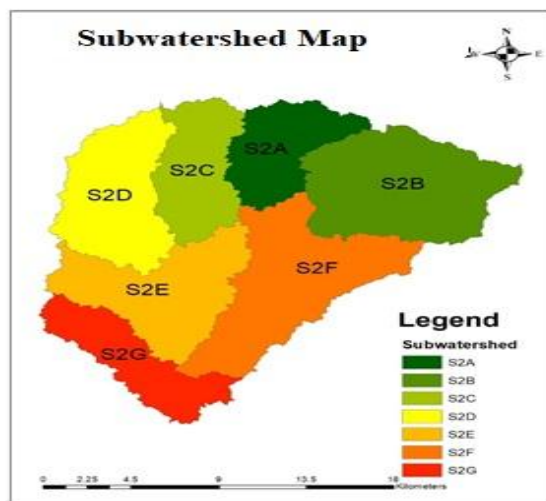 Subwatershed Map
N
W E
S
S2A
S2C
S2B
S2D
S2F
S2E
S2G
Legend
Subwatershed
S2A
S2B
S2C
S2D
S2E
S2F
S2G
0 2.25 4.5 9 13.5 18
Kilometers